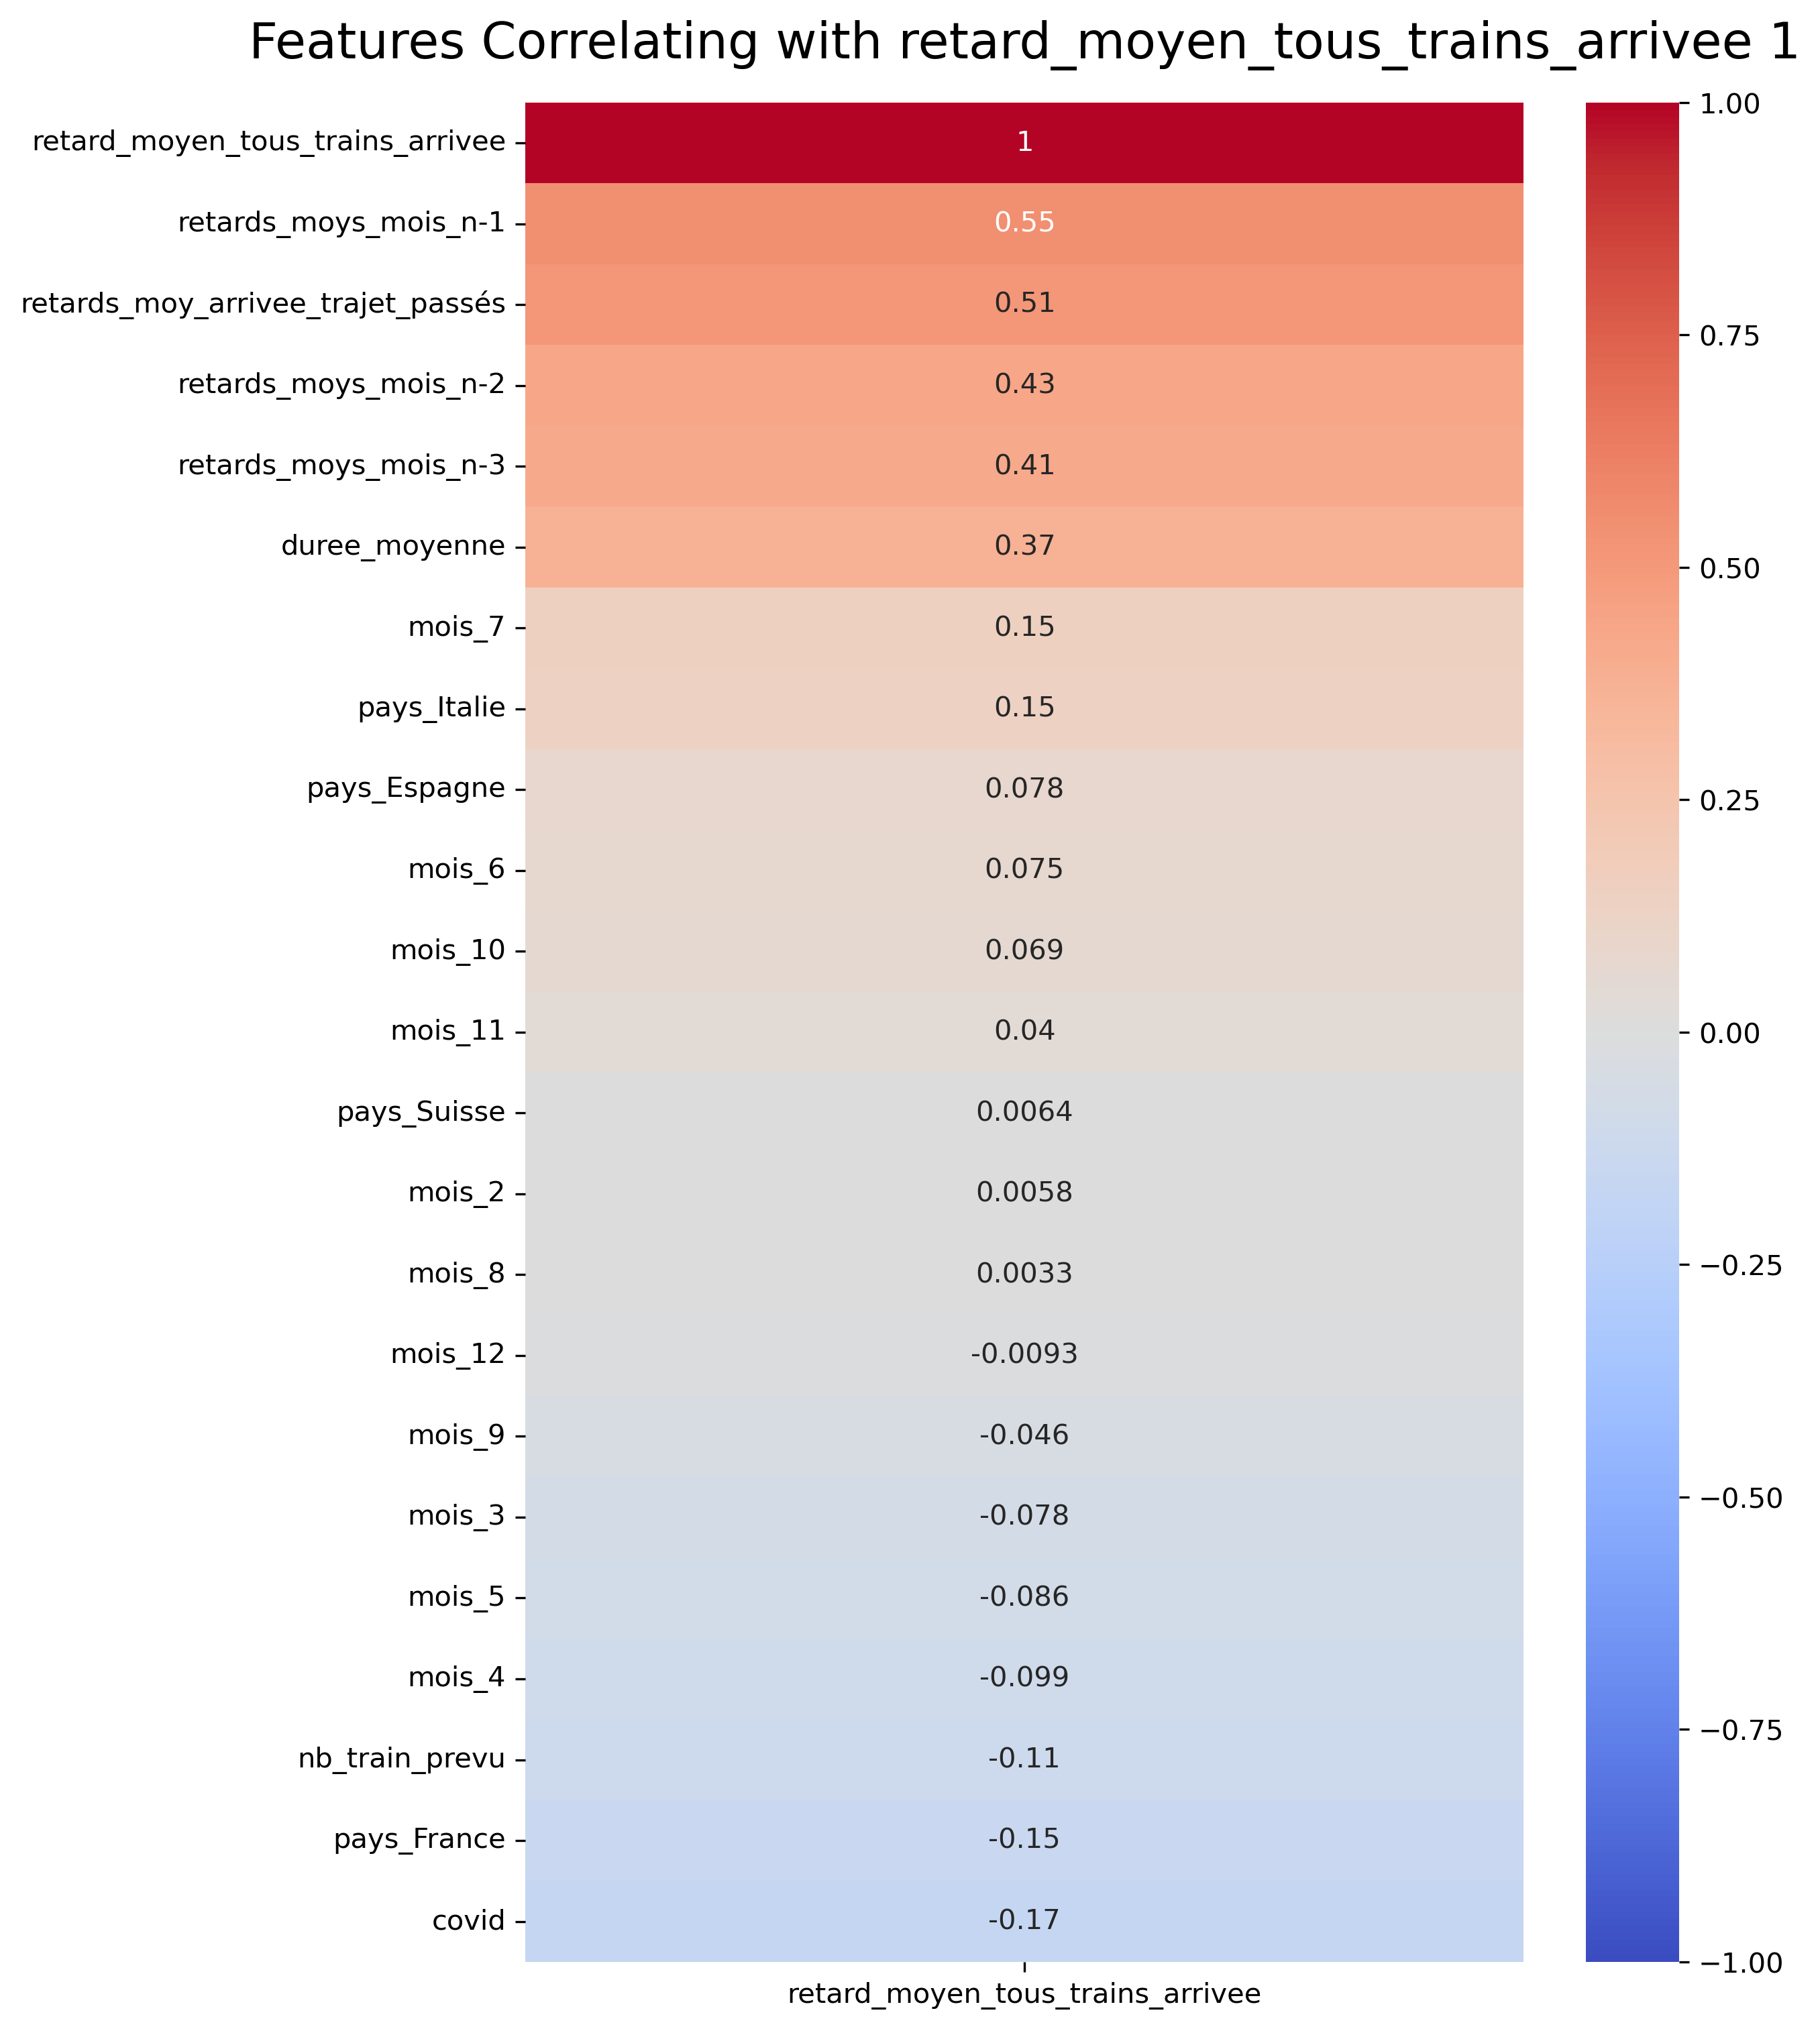 Features Correlating with retard_moyen_tous_trains_arrivee 1
retard_moyen_tous_trains_arrivee 1
retards_moys_mois_n-1 0.55
retards_moy_arrivee_trajet_passés 0.51
retards_moys_mois_n-2 0.43
retards_moys_mois_n-3 0.41
duree_moyenne 0.37
mois_7 0.15
pays_Italie 0.15
pays_Espagne 0.078
mois_6 0.075
mois_10 0.069
mois_11 0.04
pays_Suisse 0.0064
mois_2 0.0058
mois_8 0.0033
mois_12 -0.0093
mois_9 -0.046
mois_3 -0.078
mois_5 -0.086
mois_4 -0.099
nb_train_prevu -0.11
pays_France -0.15
covid -0.17
retard_moyen_tous_trains_arrivee
1.00
0.75
0.50
0.25
0.00
−0.25
−0.50
−0.75
−1.00